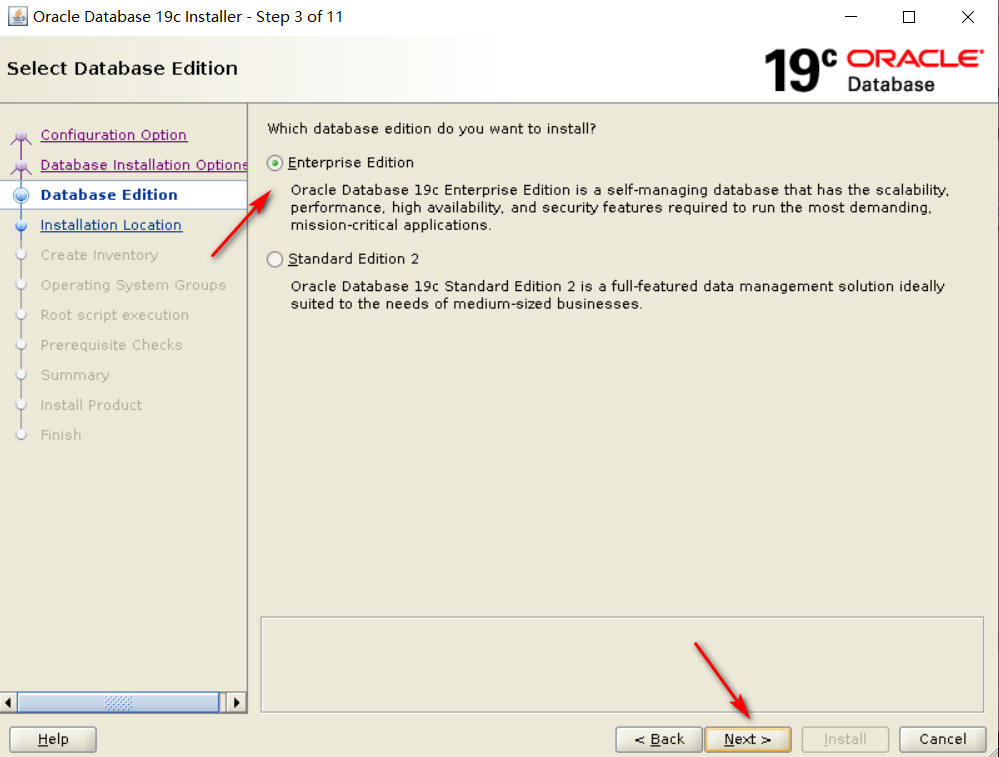 Oracle Database 19c Installer - Step 3 of 11
Select Database Edition
19c ORACLE
Database
Configuration Option
Database Installation Options
Database Edition
Installation Location
Create Inventory
Operating System Groups
Root script execution
Prerequisite Checks
Summary
Install Product
Finish
Which database edition do you want to install?
Enterprise Edition
Oracle Database 19c Enterprise Edition is a self-managing database that has the scalability,
performance, high availability, and security features required to run the most demanding,
mission-critical applications.
Standard Edition 2
Oracle Database 19c Standard Edition 2 is a full-featured data management solution ideally
suited to the needs of medium-sized businesses.
Help
< Back
Next >
Install
Cancel